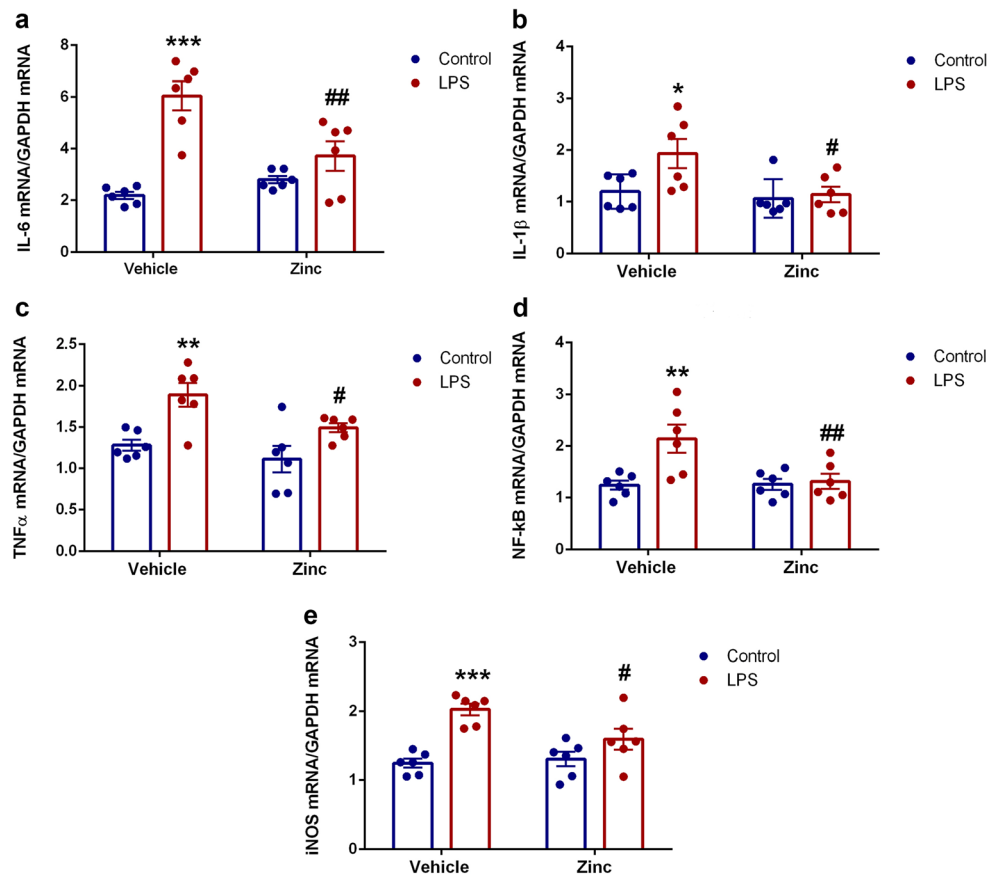 a
IL-6 mRNA/GAPDH mRNA
8
6
4
2
0
***
##
Vehicle
Zinc
Control
LPS
b
IL-1β mRNA/GAPDH mRNA
4
3
2
1
0
*
#
Vehicle
Zinc
Control
LPS
c
TNFα mRNA/GAPDH mRNA
2.5
2.0
1.5
1.0
0.5
0.0
**
#
Vehicle
Zinc
Control
LPS
d
NF-kB mRNA/GAPDH mRNA
4
3
2
1
0
**
##
Vehicle
Zinc
Control
LPS
e
iNOS mRNA/GAPDH mRNA
3
2
1
0
***
#
Vehicle
Zinc
Control
LPS